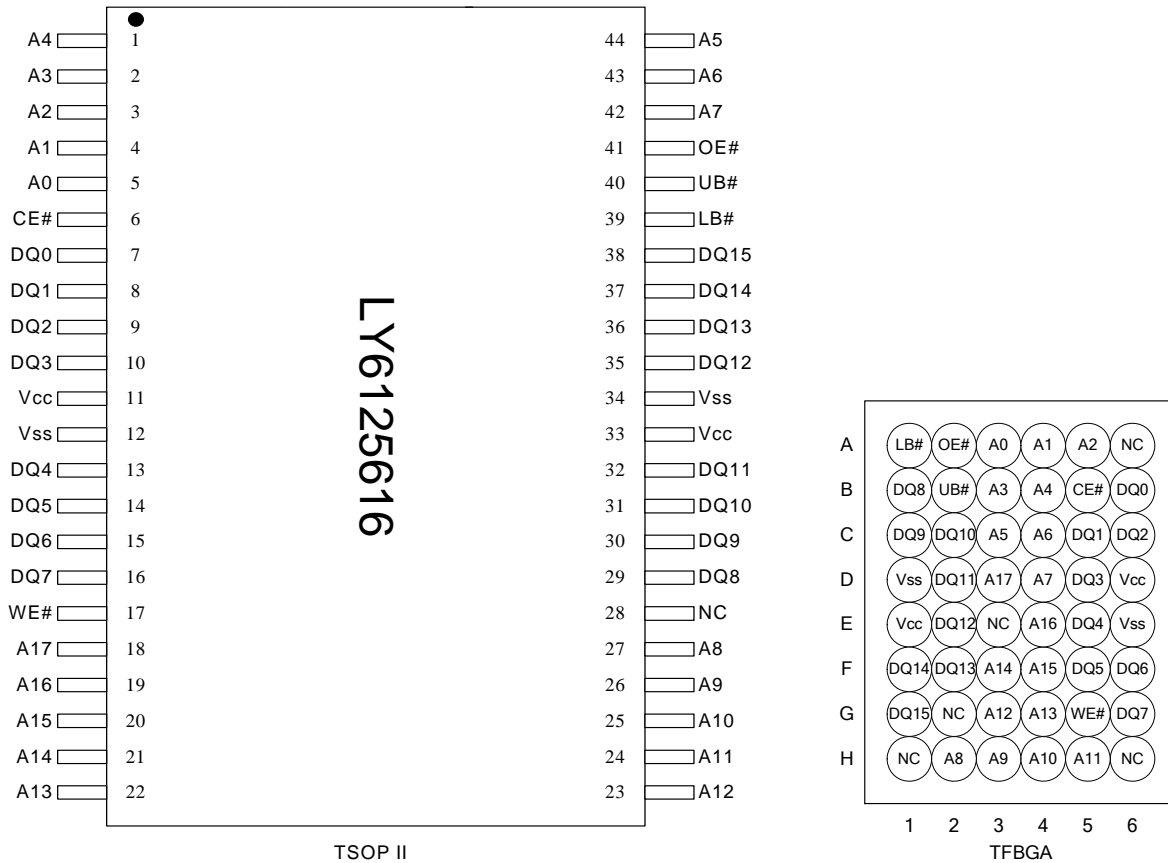 A4 1 44 A5
A3 2 43 A6
A2 3 42 A7
A1 4 41 OE#
A0 5 40 UB#
CE# 6 39 LB#
DQ0 7 38 DQ15
DQ1 8 37 DQ14
DQ2 9 36 DQ13
DQ3 10 35 DQ12
Vcc 11 34 Vss
Vss 12 33 Vcc
DQ4 13 32 DQ11
DQ5 14 31 DQ10
DQ6 15 30 DQ9
DQ7 16 29 DQ8
WE# 17 28 NC
A17 18 27 A8
A16 19 26 A9
A15 20 25 A10
A14 21 24 A11
A13 22 23 A12
LY6125616
TSOP II
A LB# OE# A0 A1 A2 NC
B DQ8 UB# A3 A4 CE# DQ0
C DQ9 DQ10 A5 A6 DQ1 DQ2
D Vss DQ11 A17 A7 DQ3 Vcc
E Vcc DQ12 NC A16 DQ4 Vss
F DQ14 DQ13 A14 A15 DQ5 DQ6
G DQ15 NC A12 A13 WE# DQ7
H NC A8 A9 A10 A11 NC
1 2 3 4 5 6
TFBGA